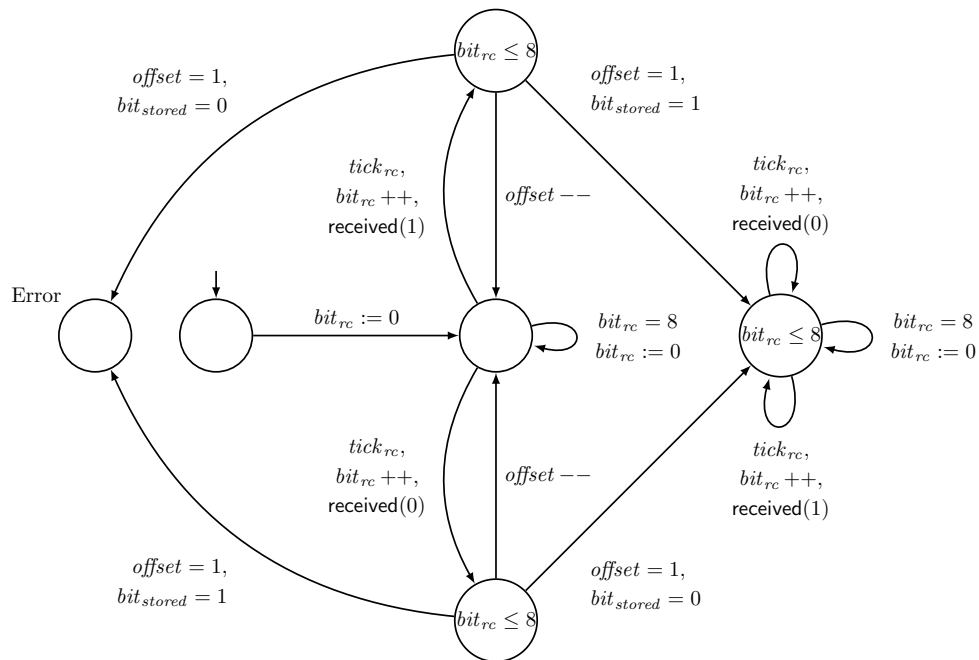 bit_rc ≤ 8
offset = 1,
bit_stored = 0
offset = 1,
bit_stored = 1
tick_rc,
bit_rc ++,
received(1)
offset −−
tick_rc,
bit_rc ++,
received(0)
Error
bit_rc := 0
bit_rc = 8
bit_rc := 0
bit_rc ≤ 8
bit_rc = 8
bit_rc := 0
tick_rc,
bit_rc ++,
received(0)
offset −−
tick_rc,
bit_rc ++,
received(1)
offset = 1,
bit_stored = 1
offset = 1,
bit_stored = 0
bit_rc ≤ 8